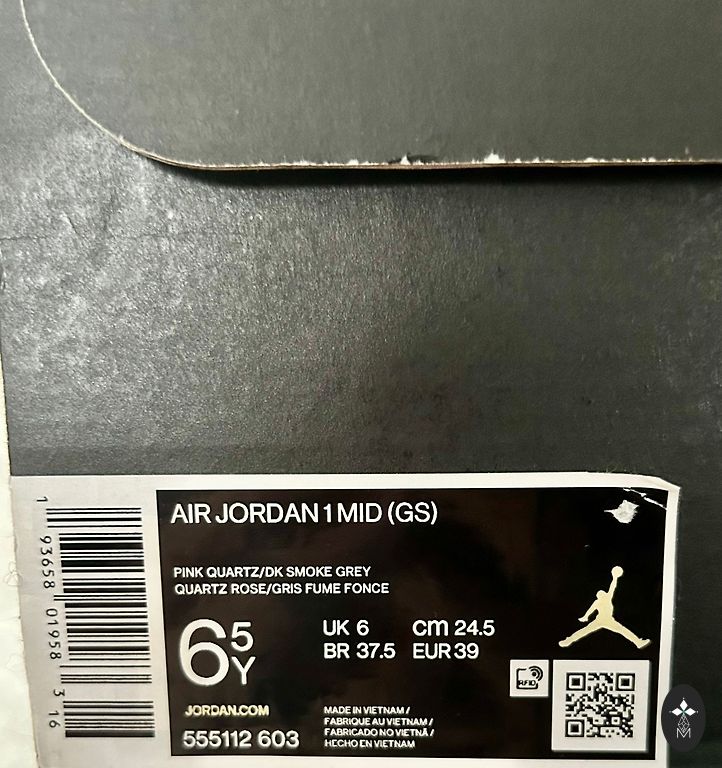 AIR JORDAN 1 MID (GS)
PINK QUARTZ/DK SMOKE GREY
QUARTZ ROSE/GRIS FUME FONCE
6 5 Y
UK 6 cm 24.5
BR 37.5 EUR 39
RFID
JORDAN.COM
555112 603
MADE IN VIETNAM /
FABRIQUE AU VIETNAM /
FABRICADO NO VIETNÃ /
HECHO EN VIETNAM
1 93658 01958 3 16
M